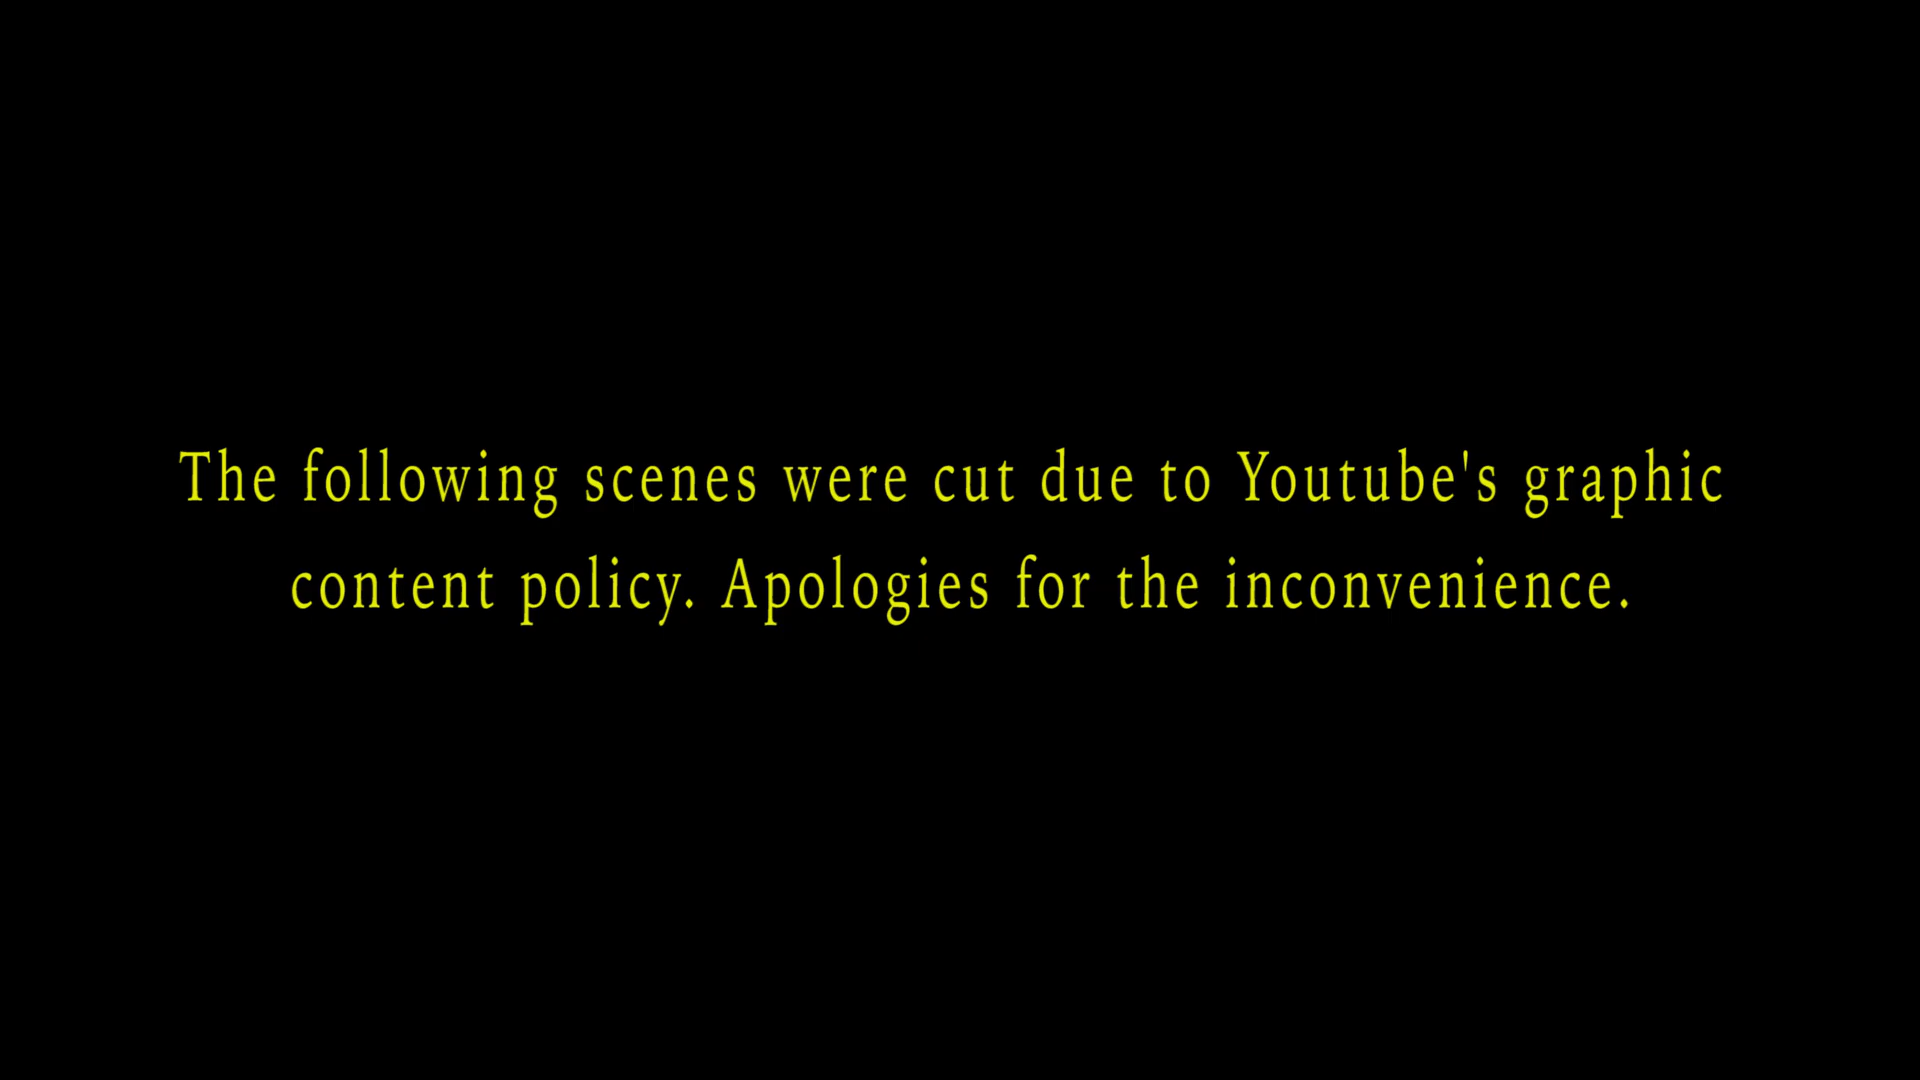 The following scenes were cut due to Youtube's graphic
content policy. Apologies for the inconvenience.